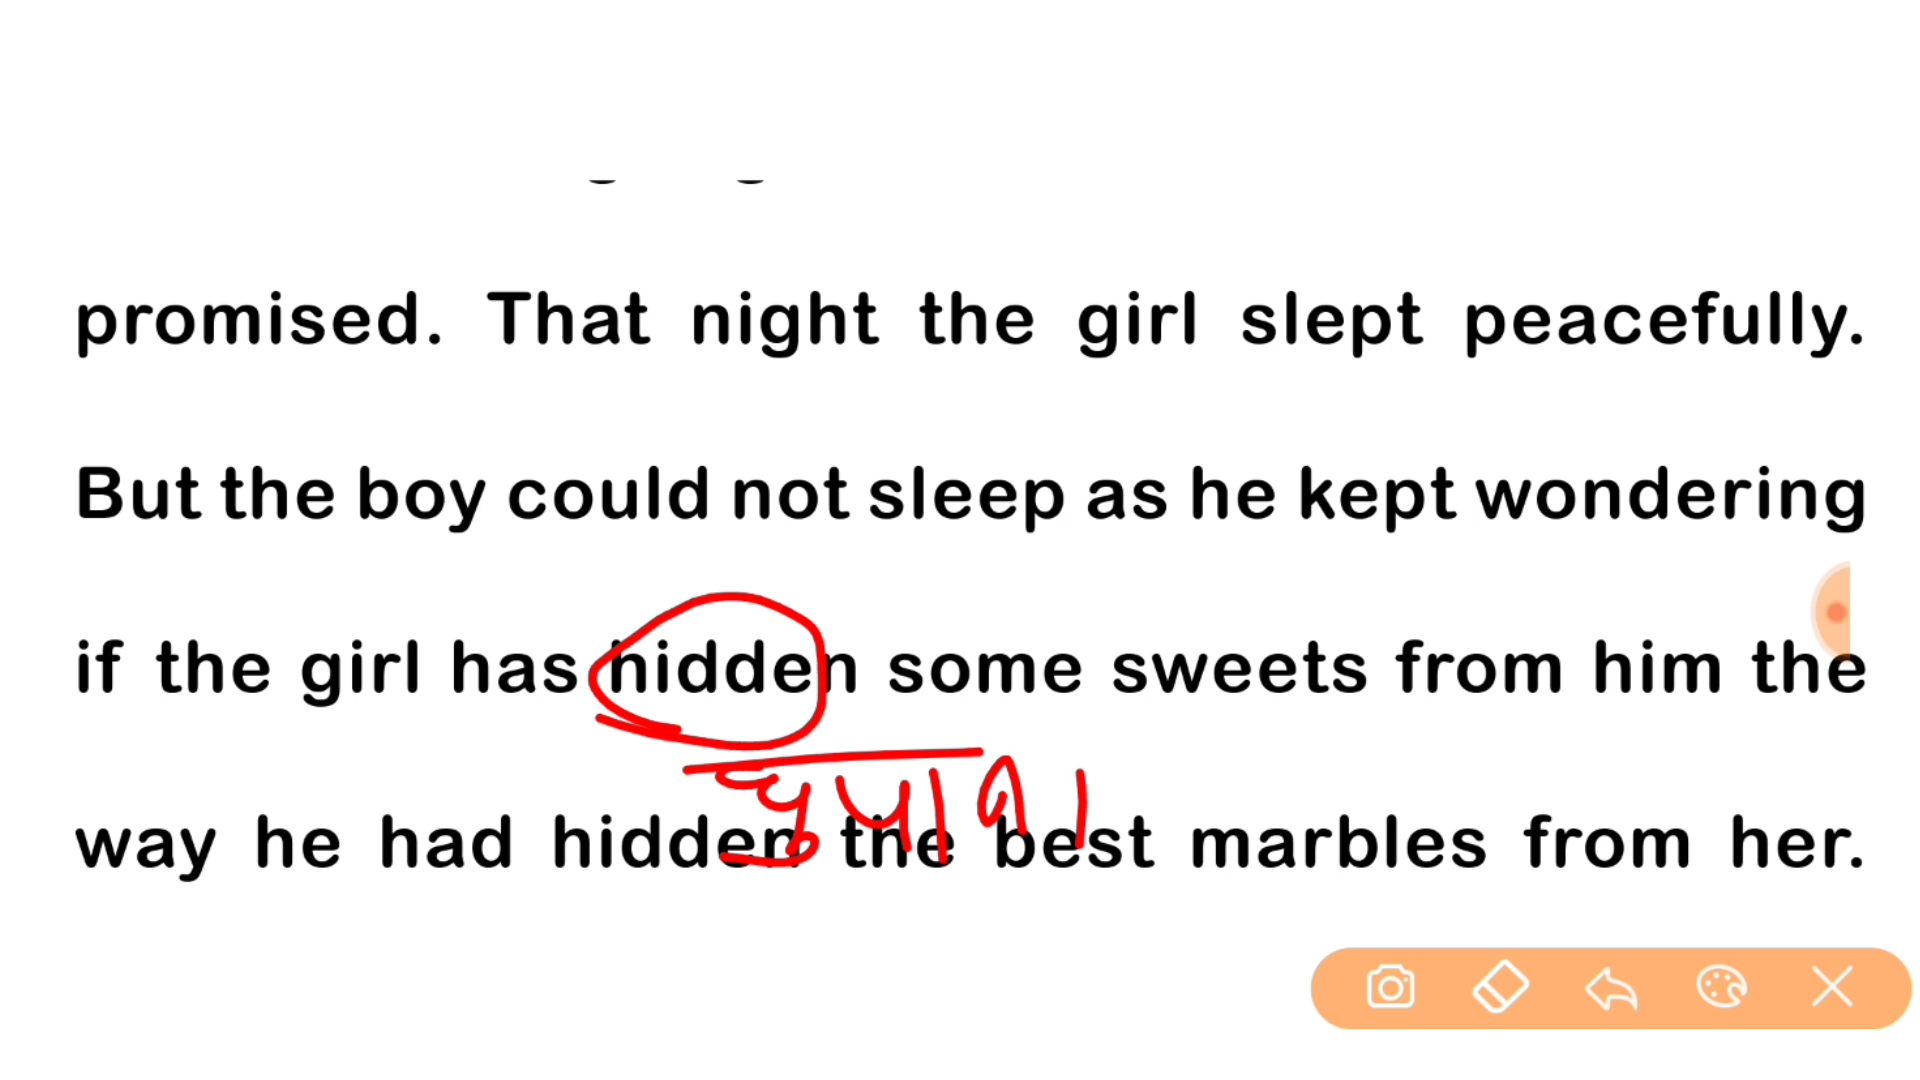 promised. That night the girl slept peacefully.
But the boy could not sleep as he kept wondering
if the girl has hidden some sweets from him the
way he had hidden the best marbles from her.